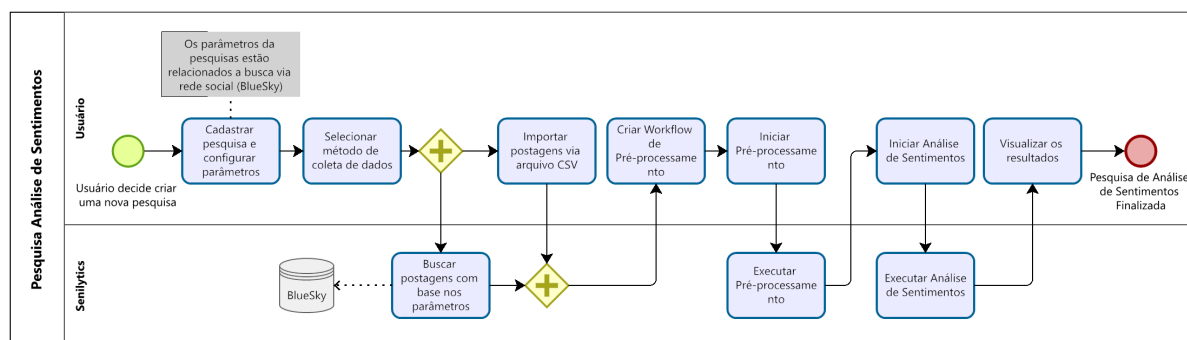 Pesquisa Análise de Sentimentos
Usuário
Os parâmetros da
pesquisas estão
relacionados a busca via
rede social (BlueSky)
Usuário decide criar
uma nova pesquisa
Cadastrar
pesquisa e
configurar
parâmetros
Selecionar
método de
coleta de dados
Importar
postagens via
arquivo CSV
Criar Workflow
de
Pré-processame
nto
Iniciar
Pré-processame
nto
Iniciar Análise
de Sentimentos
Visualizar os
resultados
Pesquisa de Análise
de Sentimentos
Finalizada
Senilytics
BlueSky
Buscar
postagens com
base nos
parâmetros
Executar
Pré-processame
nto
Executar Análise
de Sentimentos